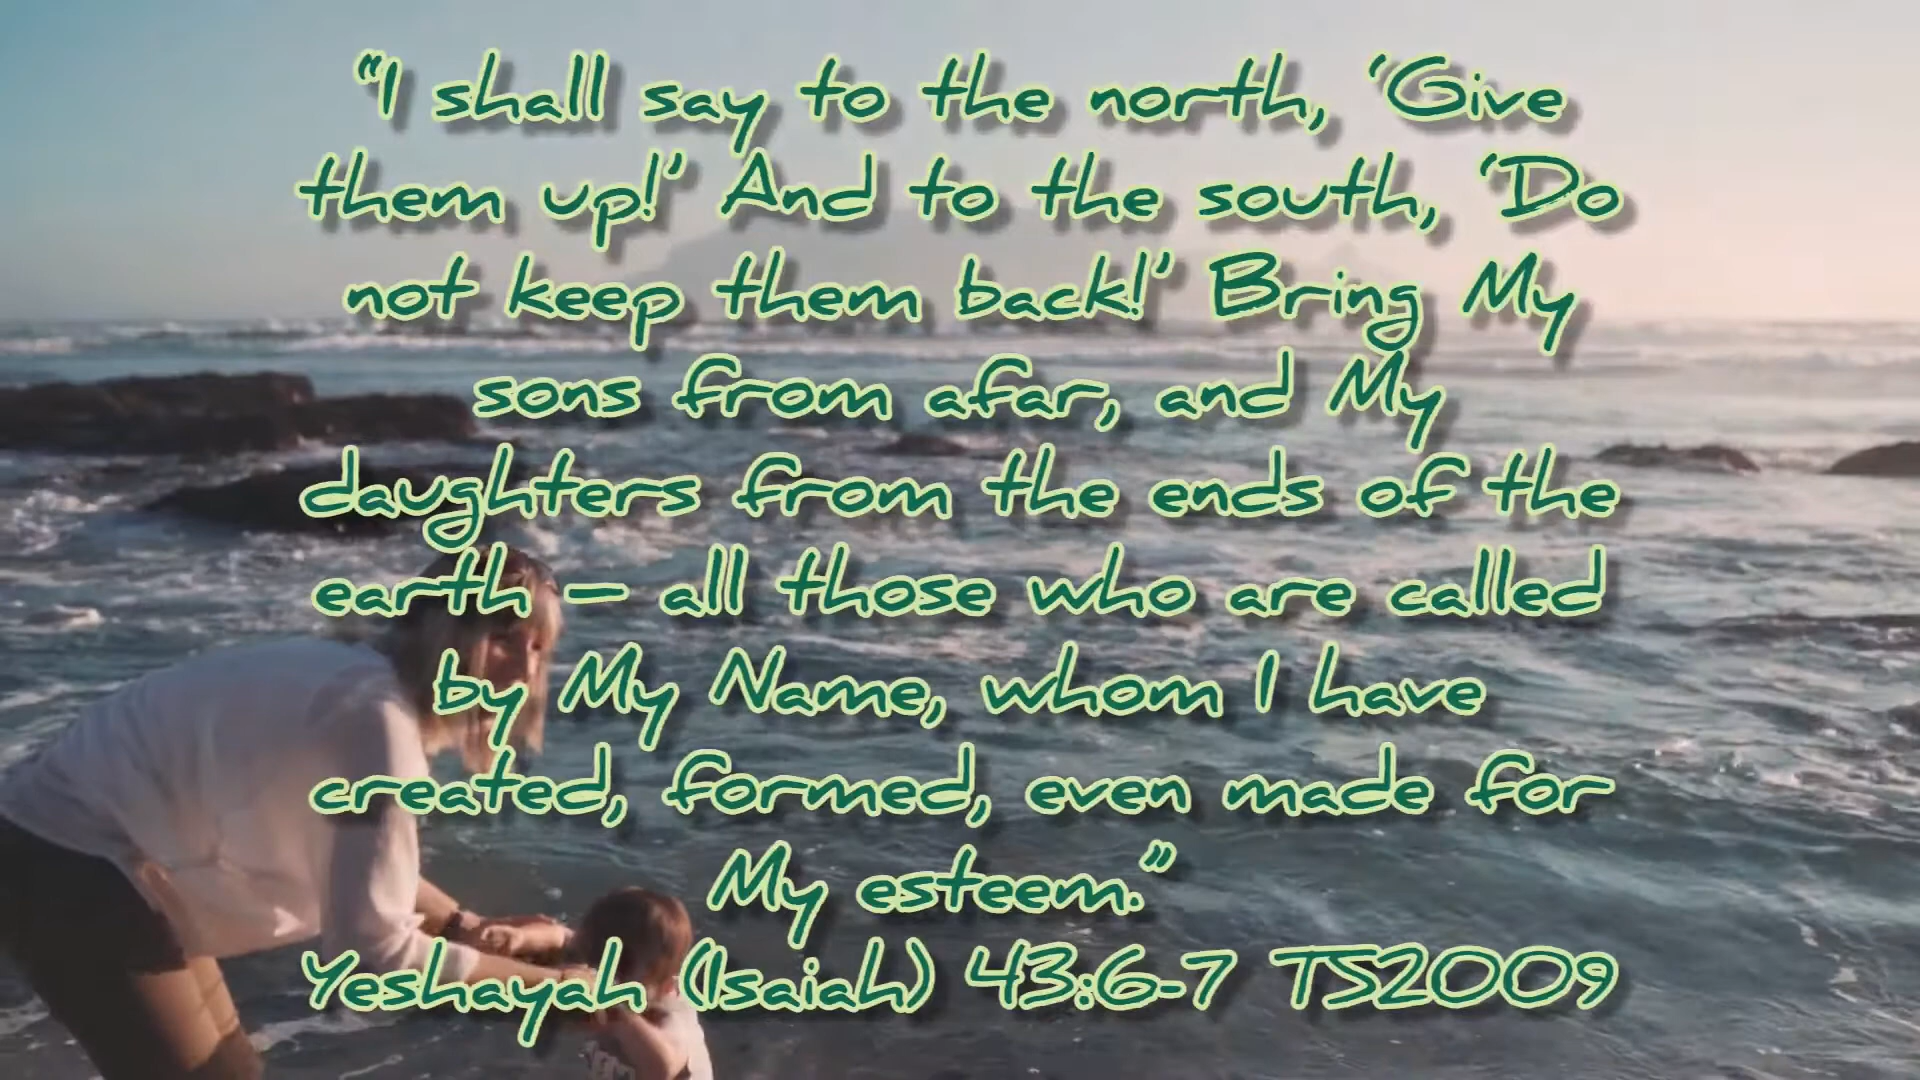 “I shall say to the north, ‘Give
them up!’ And to the south, ‘Do
not keep them back!’ Bring My
sons from afar, and My
daughters from the ends of the
earth – all those who are called
by My Name, whom I have
created, formed, even made for
My esteem.”
Yeshayah (Isaiah) 43:6-7 TS2009